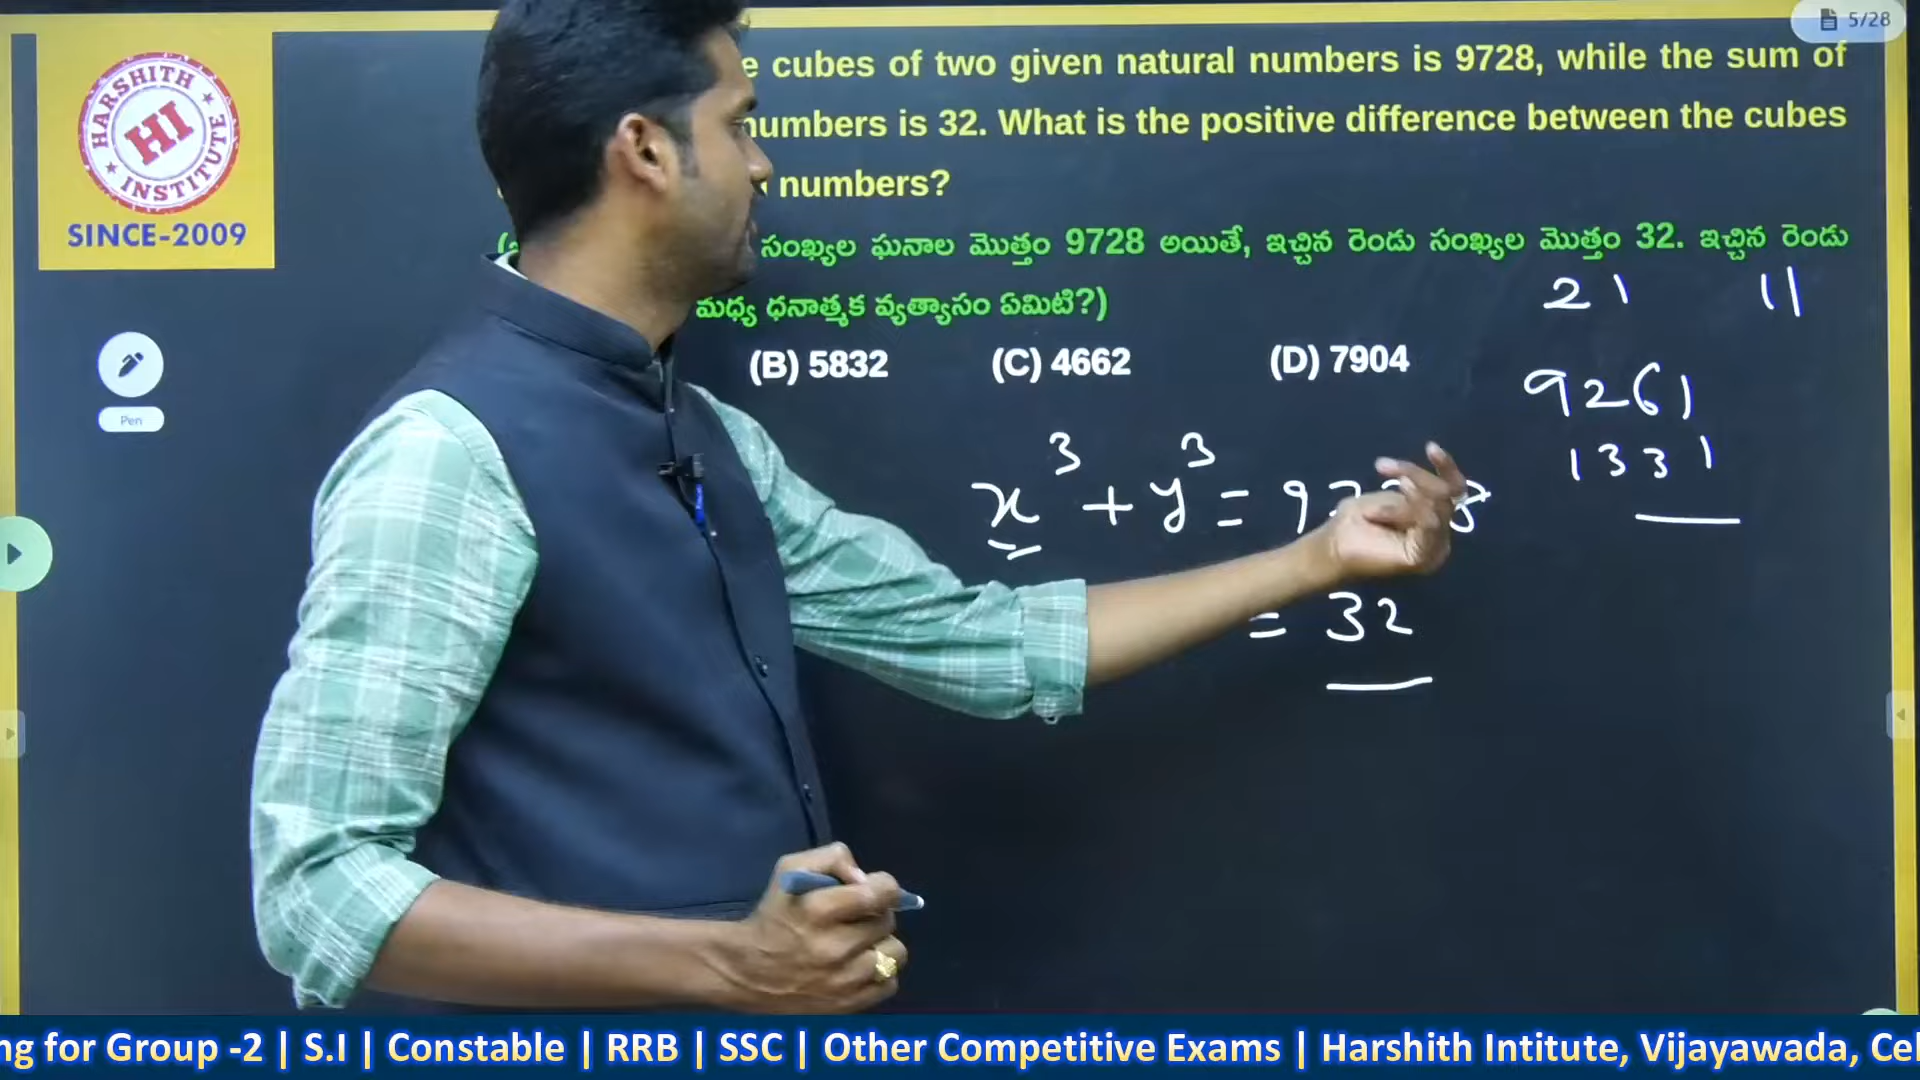 5/28
HARSHITH
HI
INSTITUTE
SINCE-2009
cubes of two given natural numbers is 9728, while the sum of
numbers is 32. What is the positive difference between the cubes
numbers?
సంఖ్యల ఘనాల మొత్తం 9728 అయితే, ఇచ్చిన రెండు సంఖ్యల మొత్తం 32. ఇచ్చిన రెండు
మధ్య ధనాత్మక వ్యత్యాసం ఏమిటి?)
(B) 5832 (C) 4662 (D) 7904
Pen
21 11
9261
1331
x³ + y³ =
= 32
for Group -2 | S.I | Constable | RRB | SSC | Other Competitive Exams | Harshith Intitute, Vijayawada,